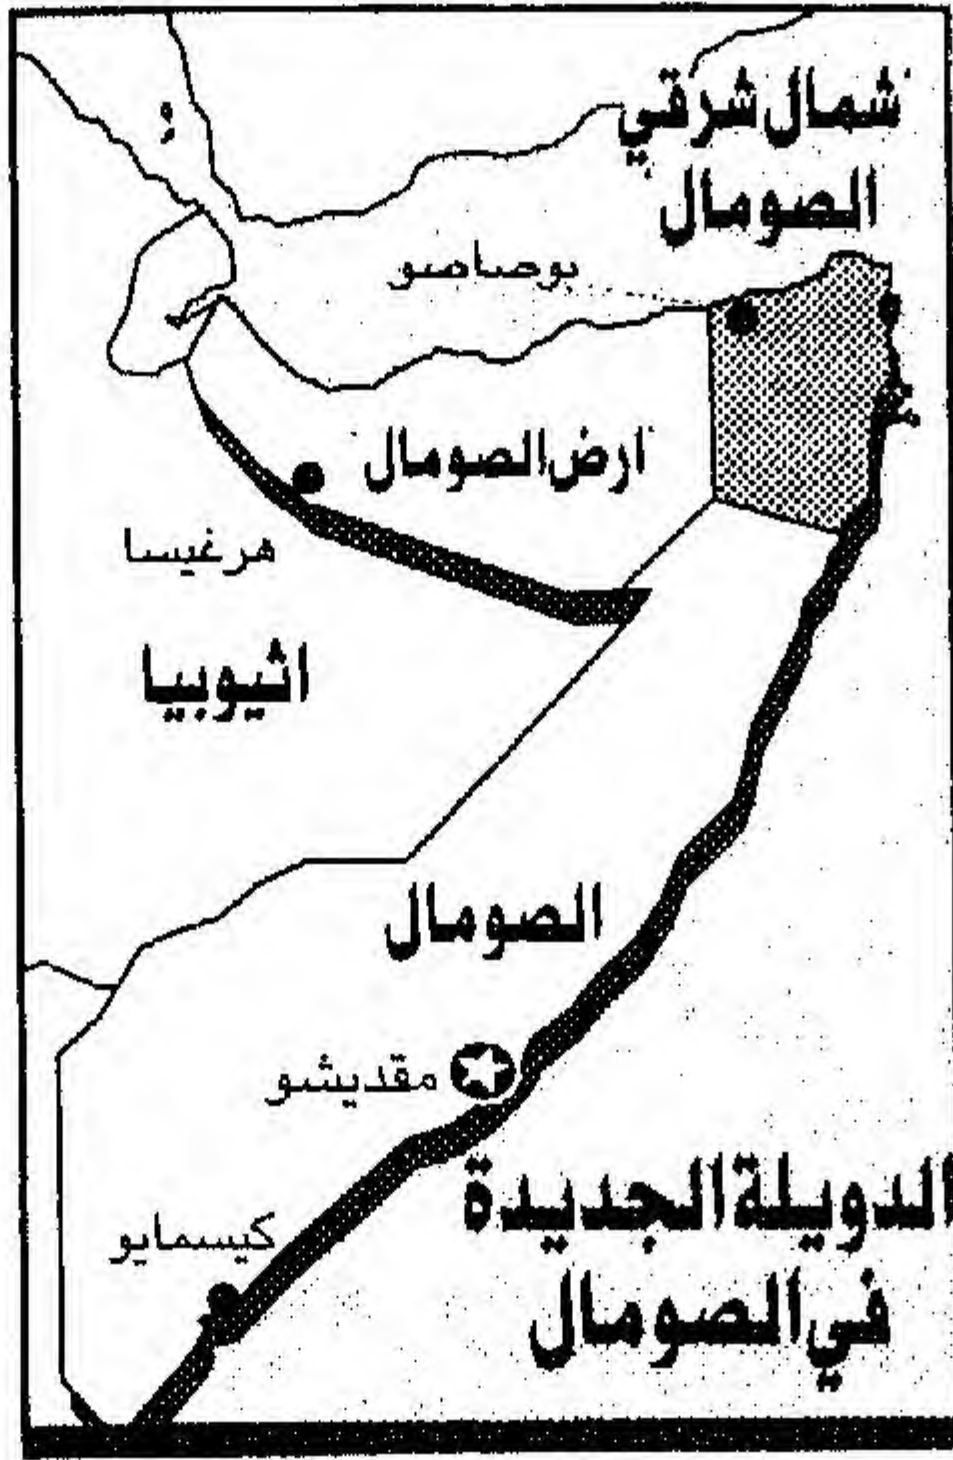 شمال شرقي
الصومال
بوصاصو
ارض الصومال
هرغيسا
اثيوبيا
الصومال
مقديشو
كيسمايو
الدويلة الجديدة
في الصومال